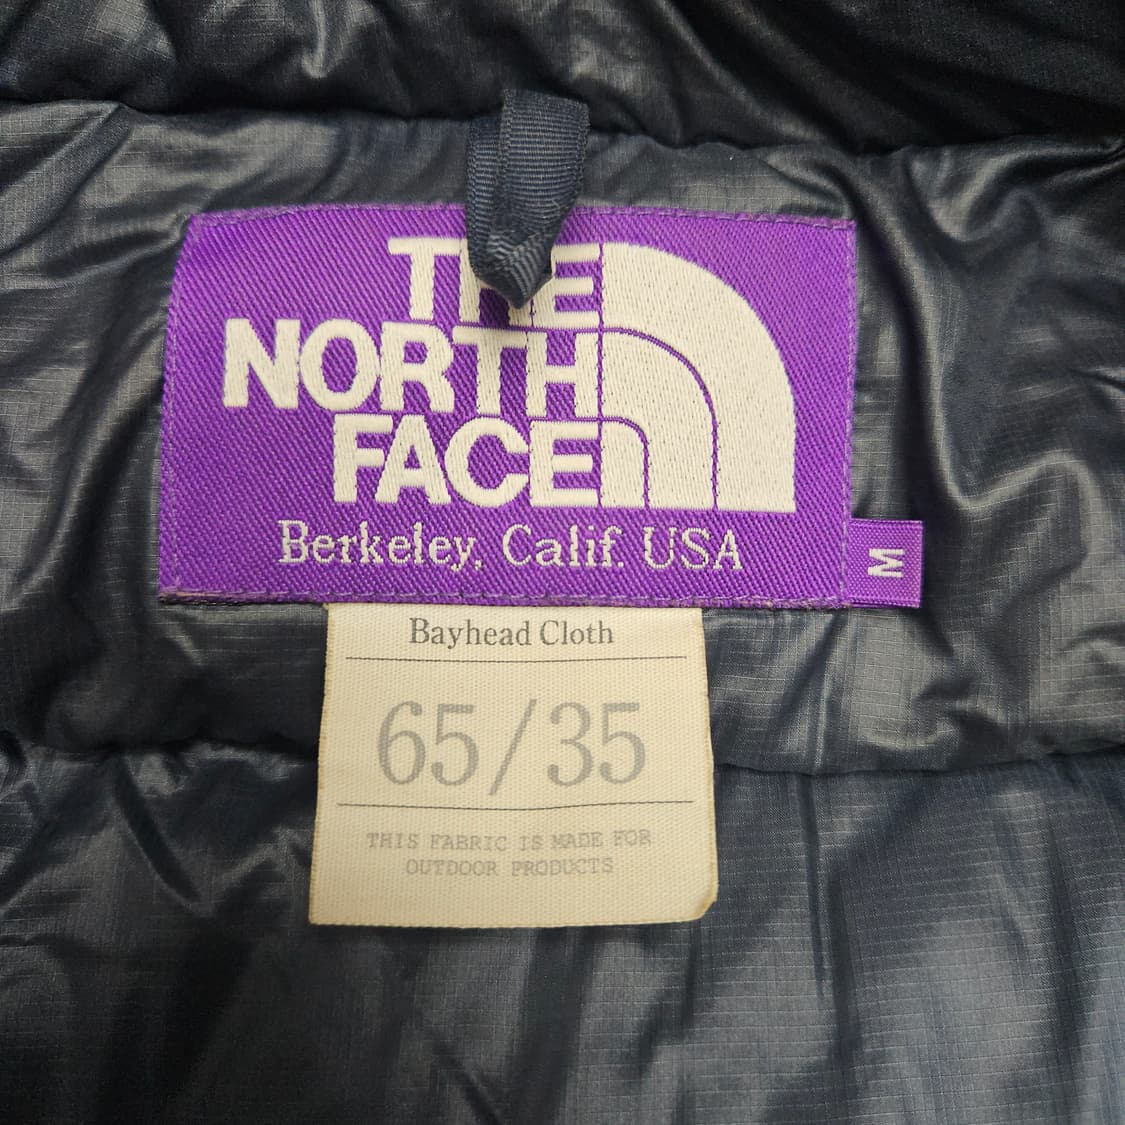 THE
NORTH
FACE
Berkeley, Calif. USA
M
Bayhead Cloth
65/35
THIS FABRIC IS MADE FOR
OUTDOOR PRODUCTS